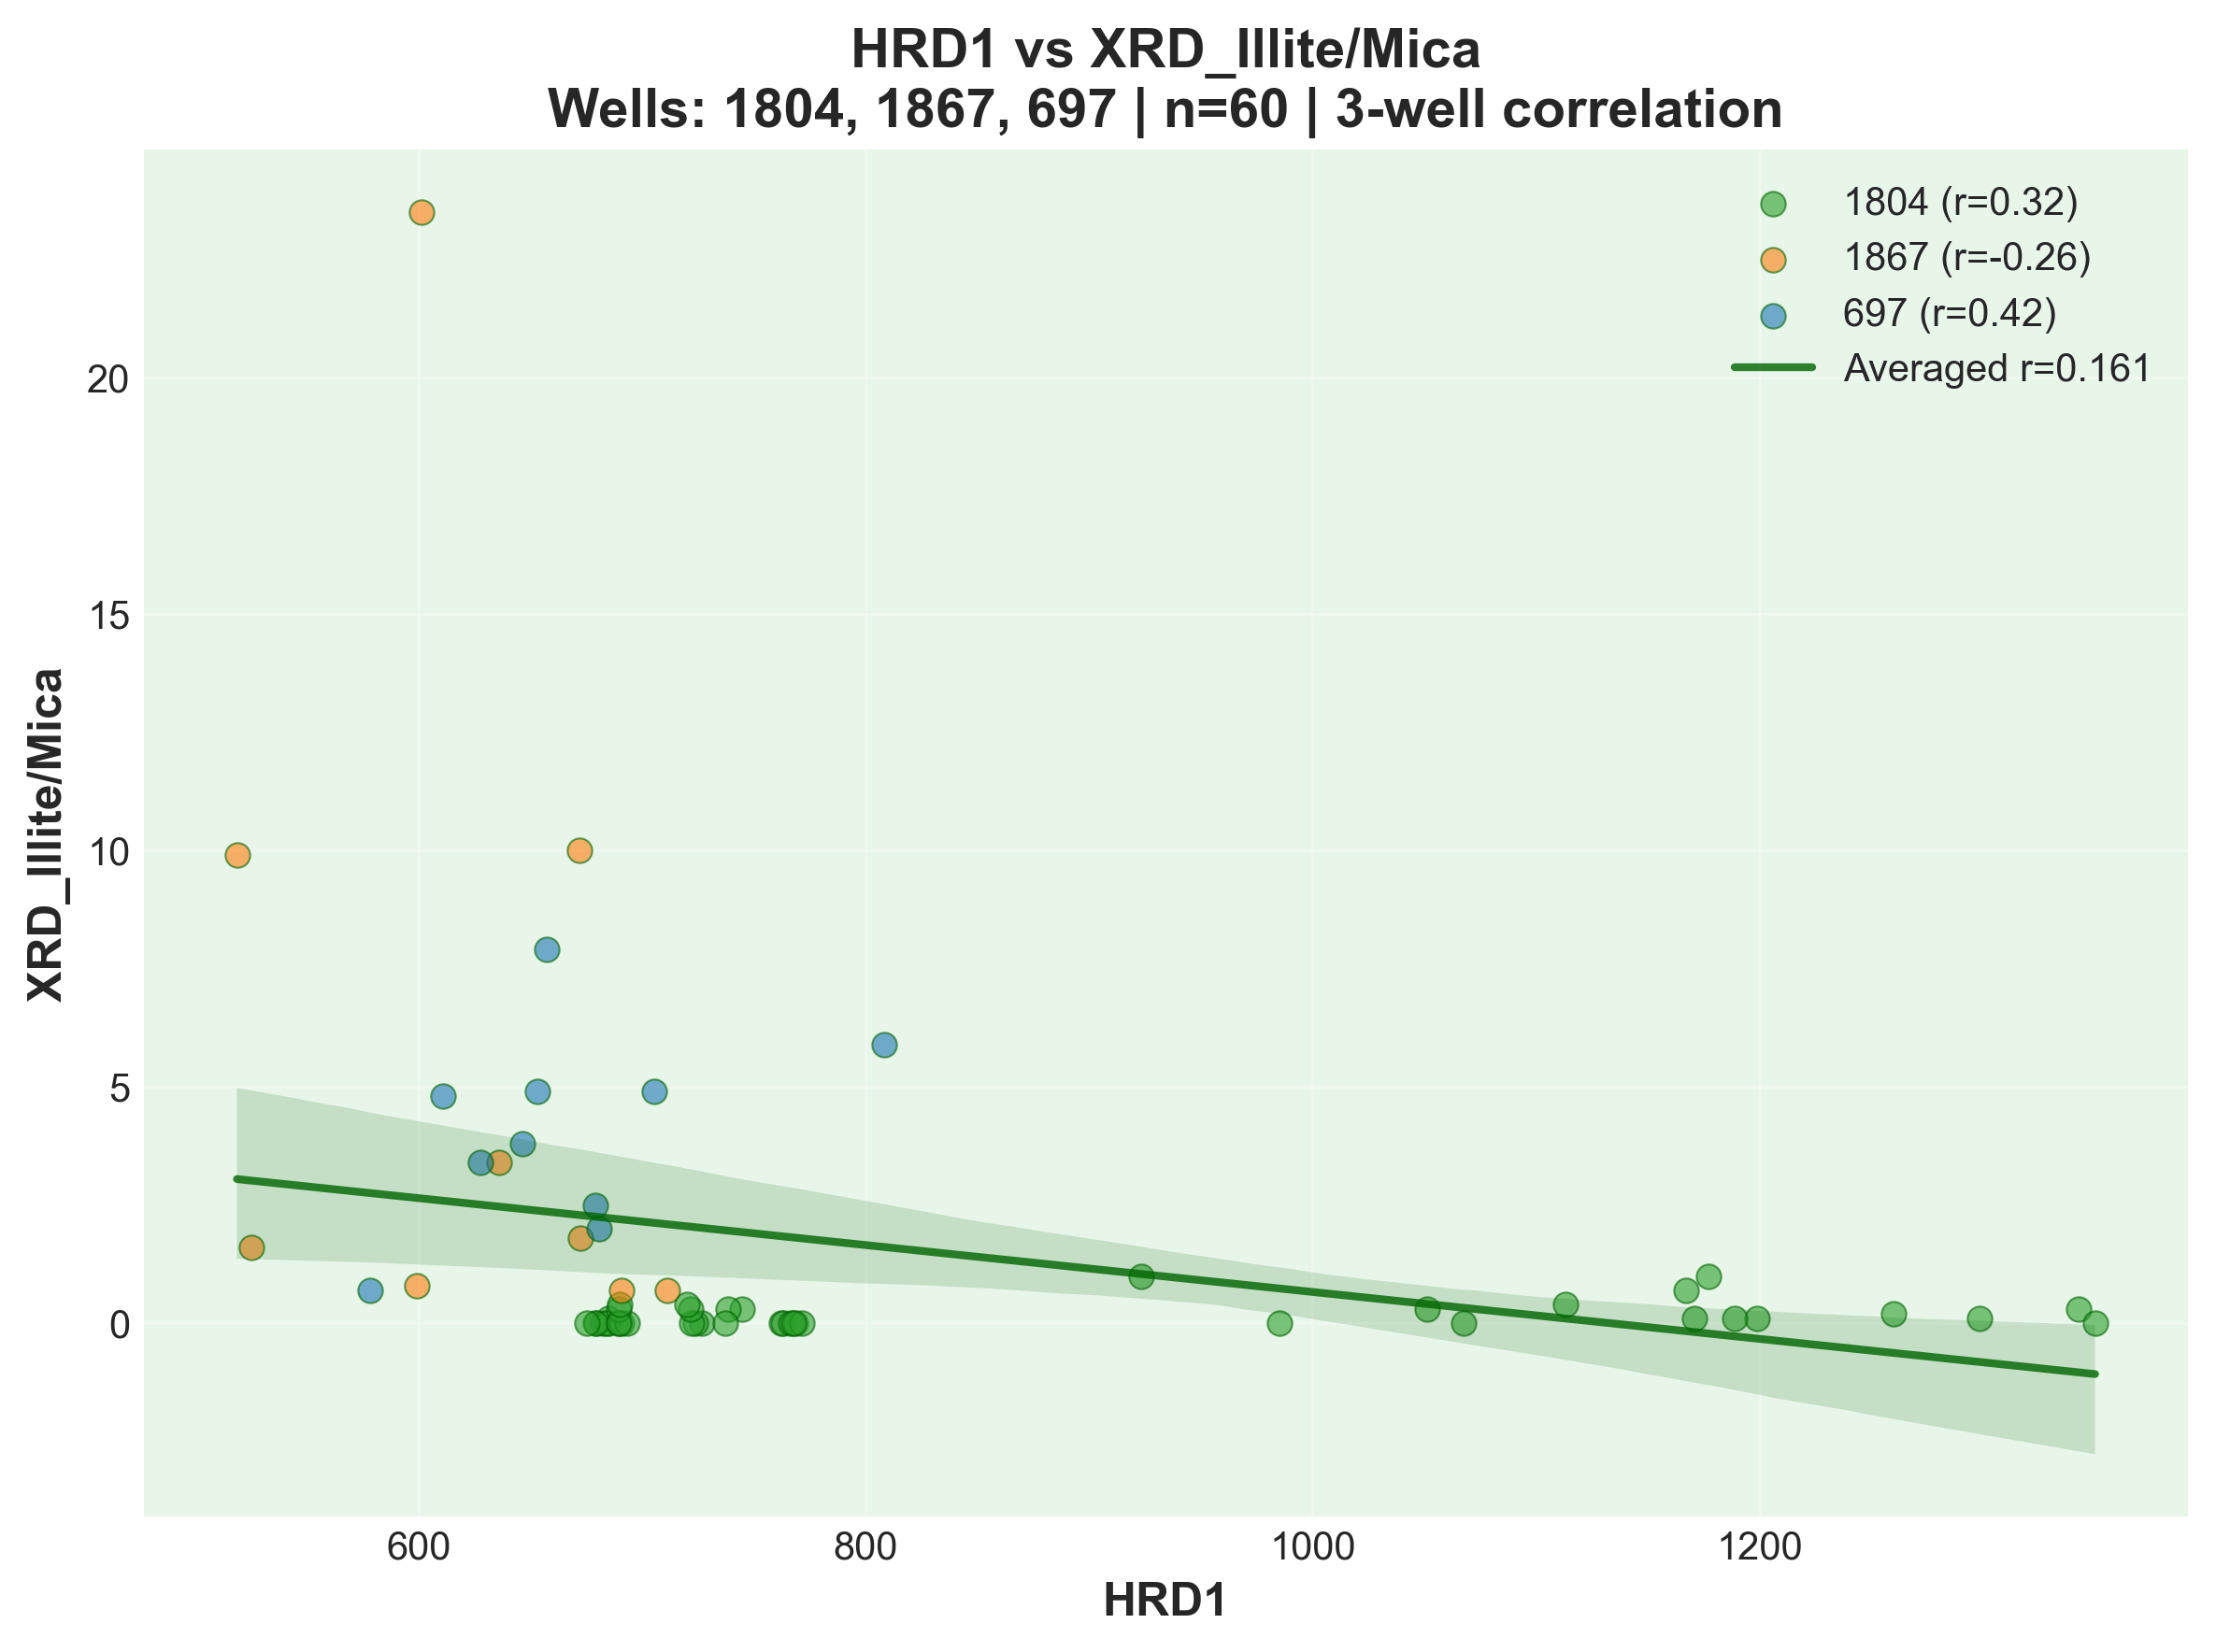 HRD1 vs XRD_Illite/Mica
Wells: 1804, 1867, 697 | n=60 | 3-well correlation
1804 (r=0.32)
1867 (r=-0.26)
697 (r=0.42)
Averaged r=0.161
XRD_Illite/Mica
20
15
10
5
0
600
800
1000
1200
HRD1